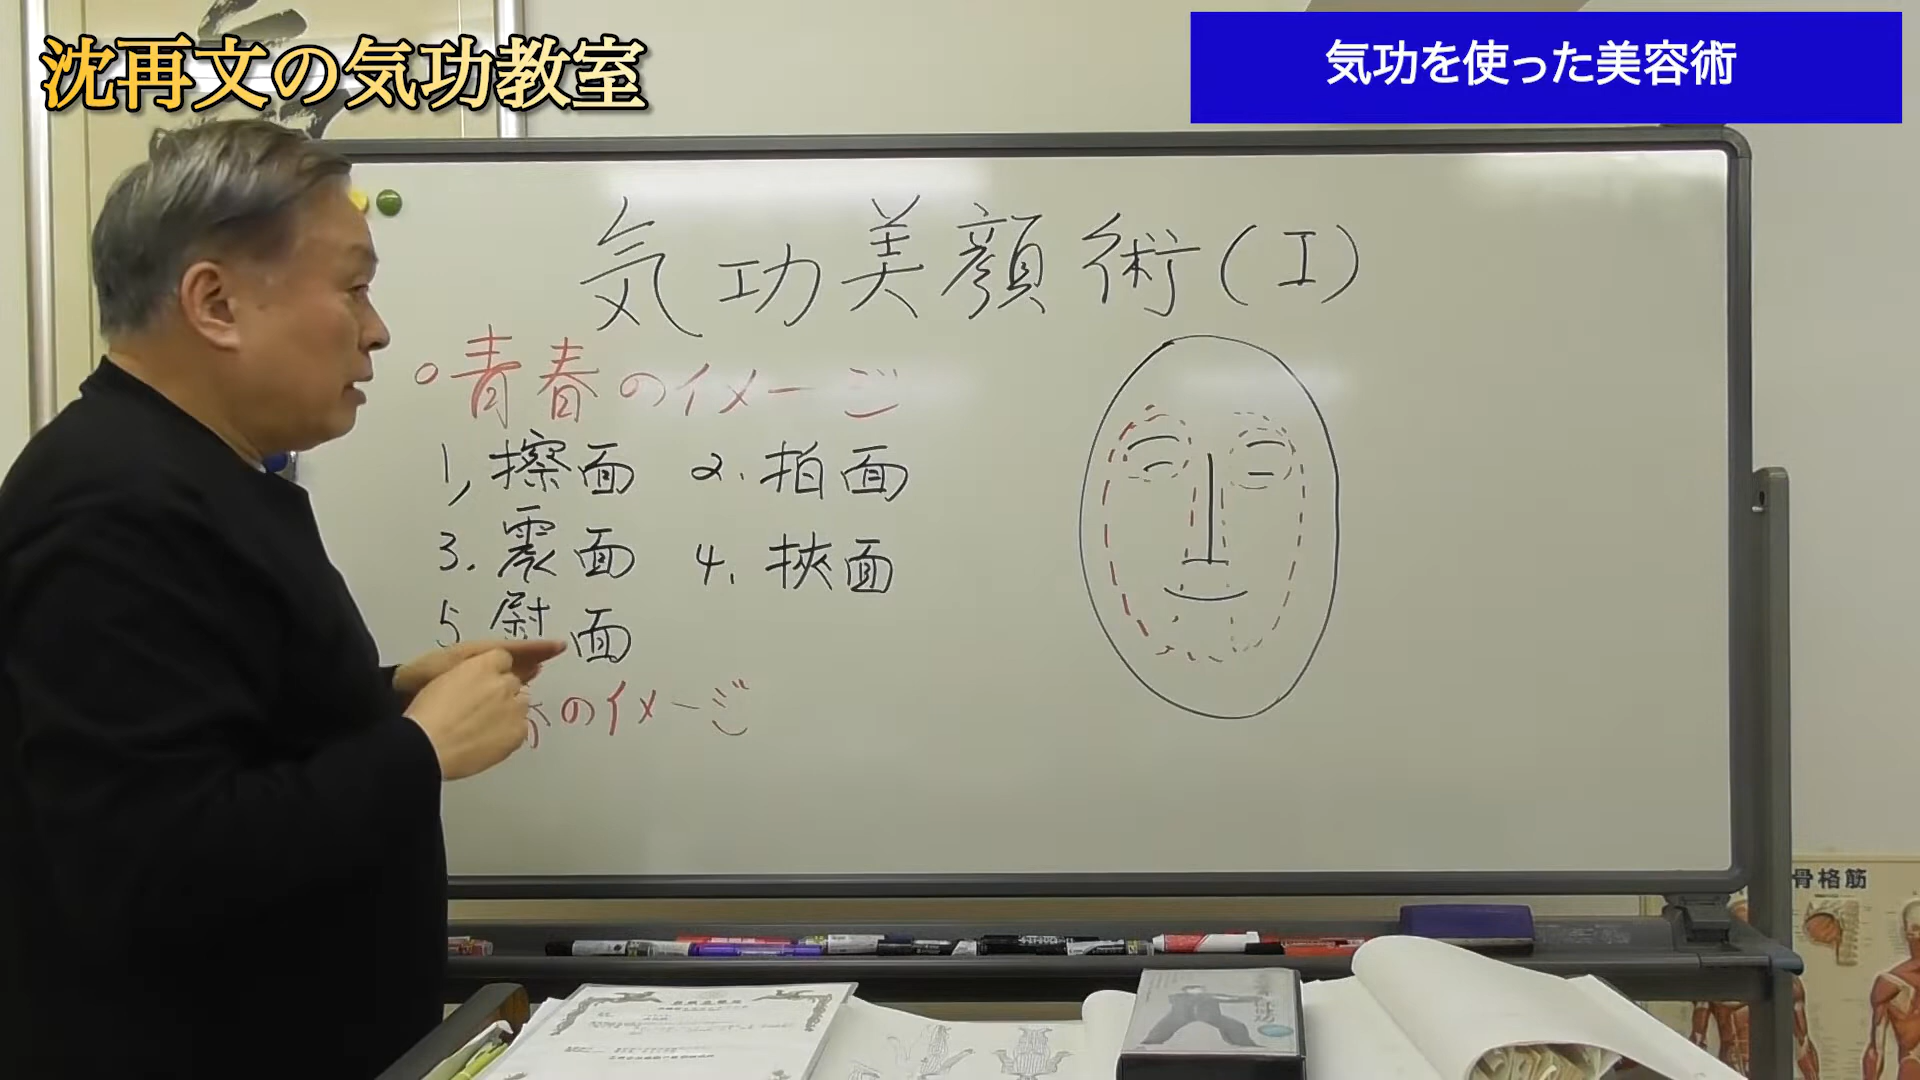 沈再文の気功教室
気功を使った美容術
気功美顔術(I)
○青春のイメージ
1, 擦面 2. 拍面
3. 震面 4. 挾面
5 尉面
春のイメージ
骨格筋